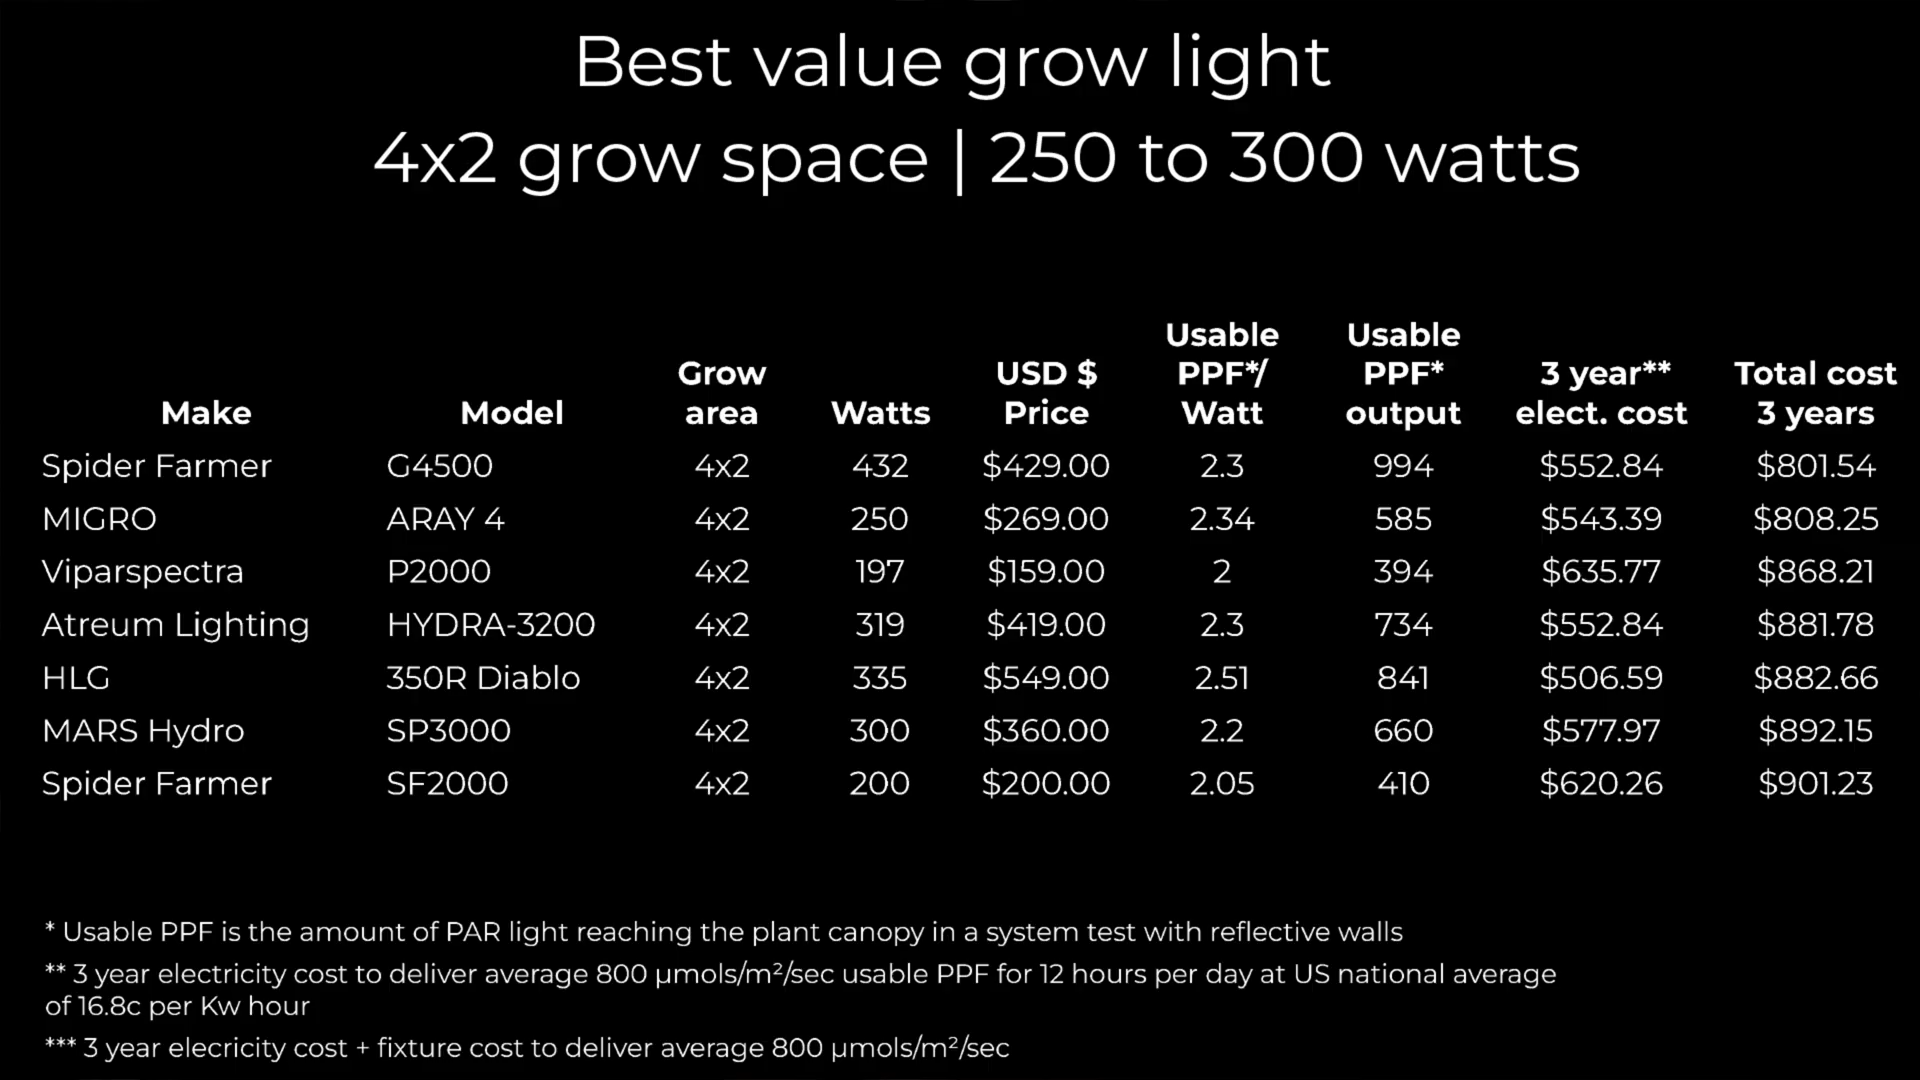 Best value grow light
4x2 grow space | 250 to 300 watts
Make Model Grow area Watts USD $ Price Usable PPF*/ Watt Usable PPF* output 3 year** elect. cost Total cost 3 years
Spider Farmer G4500 4x2 432 $429.00 2.3 994 $552.84 $801.54
MIGRO ARAY 4 4x2 250 $269.00 2.34 585 $543.39 $808.25
Viparspectra P2000 4x2 197 $159.00 2 394 $635.77 $868.21
Atreum Lighting HYDRA-3200 4x2 319 $419.00 2.3 734 $552.84 $881.78
HLG 350R Diablo 4x2 335 $549.00 2.51 841 $506.59 $882.66
MARS Hydro SP3000 4x2 300 $360.00 2.2 660 $577.97 $892.15
Spider Farmer SF2000 4x2 200 $200.00 2.05 410 $620.26 $901.23
* Usable PPF is the amount of PAR light reaching the plant canopy in a system test with reflective walls
** 3 year electricity cost to deliver average 800 µmols/m²/sec usable PPF for 12 hours per day at US national average
of 16.8c per Kw hour
*** 3 year elecricity cost + fixture cost to deliver average 800 µmols/m²/sec